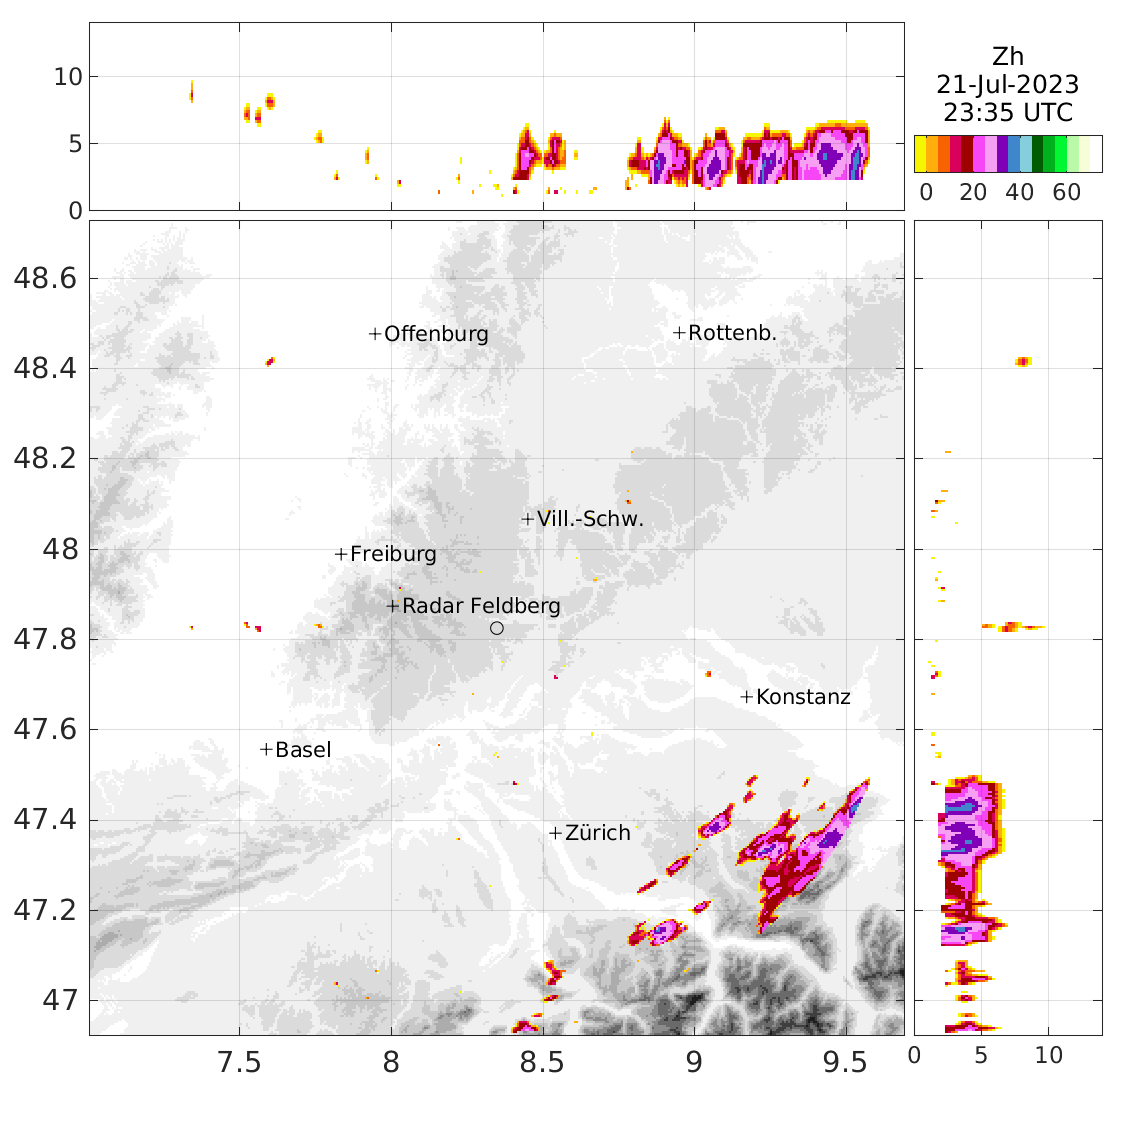 10
5
0
Zh
21-Jul-2023
23:35 UTC
0 20 40 60
48.6
48.4
48.2
48
47.8
47.6
47.4
47.2
47
Offenburg
Rottenb.
Vill.-Schw.
Freiburg
Radar Feldberg
Konstanz
Basel
Zürich
7.5 8 8.5 9 9.5
0 5 10